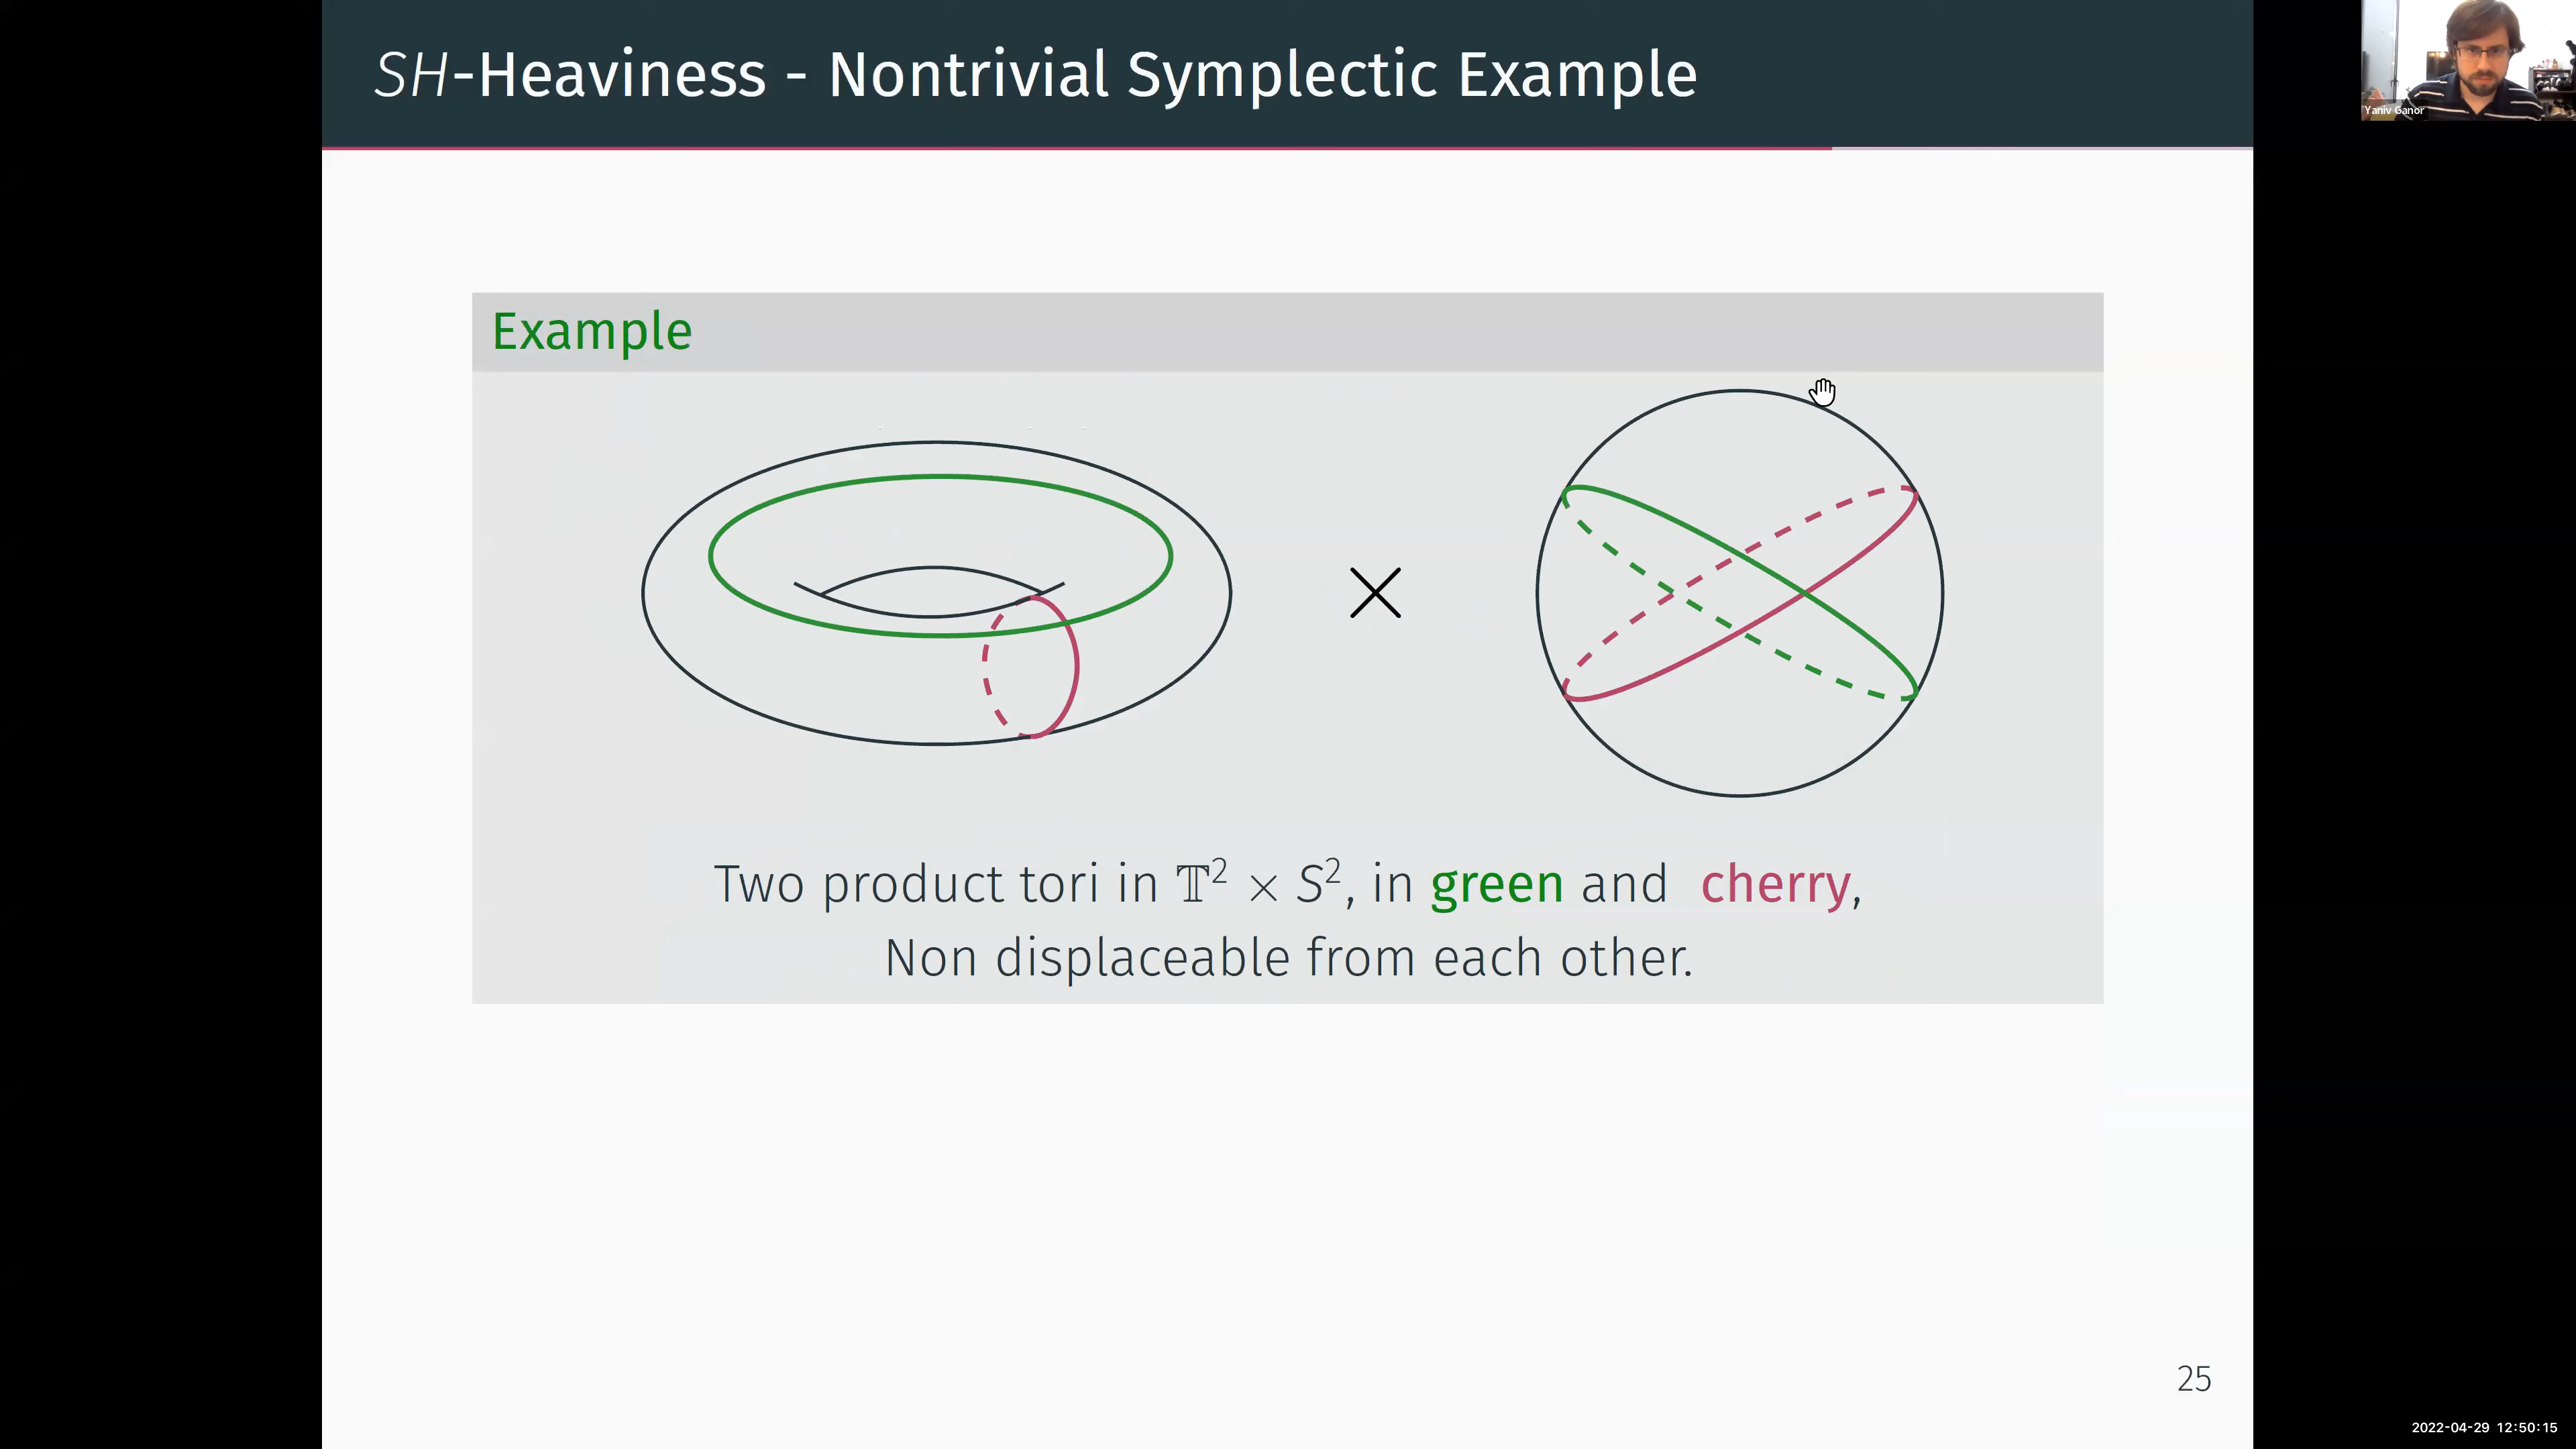 SH-Heaviness - Nontrivial Symplectic Example
Yaniv Ganor
Example
×
Two product tori in 𝕋² × S², in green and cherry,
Non displaceable from each other.
25
2022-04-29 12:50:15